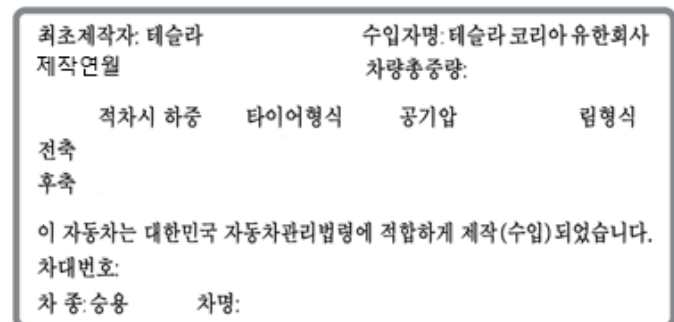 최초제작자: 테슬라 수입자명: 테슬라 코리아 유한회사
제작연월 차량총중량:
적차시 하중 타이어형식 공기압 림형식
전축
후축
이 자동차는 대한민국 자동차관리법령에 적합하게 제작(수입)되었습니다.
차대번호:
차 종: 승용 차명: